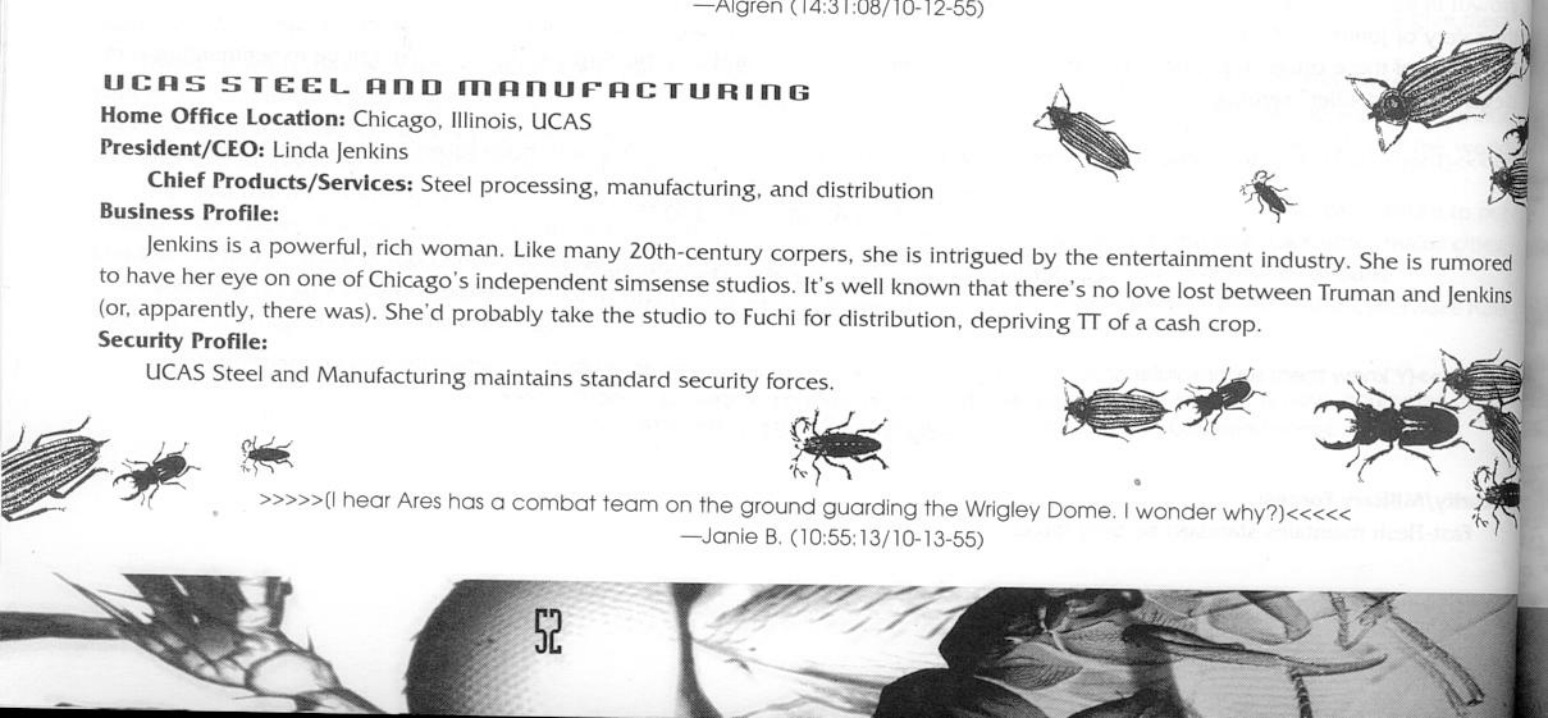 —Algren (14:31:08/10-12-55)
UCAS STEEL AND MANUFACTURING
Home Office Location: Chicago, Illinois, UCAS
President/CEO: Linda Jenkins
Chief Products/Services: Steel processing, manufacturing, and distribution
Business Profile:
Jenkins is a powerful, rich woman. Like many 20th-century corpers, she is intrigued by the entertainment industry. She is rumored
to have her eye on one of Chicago's independent simsense studios. It's well known that there's no love lost between Truman and Jenkins
(or, apparently, there was). She'd probably take the studio to Fuchi for distribution, depriving TT of a cash crop.
Security Profile:
UCAS Steel and Manufacturing maintains standard security forces.
>>>>>(I hear Ares has a combat team on the ground guarding the Wrigley Dome. I wonder why?)<<<<<
—Janie B. (10:55:13/10-13-55)
52